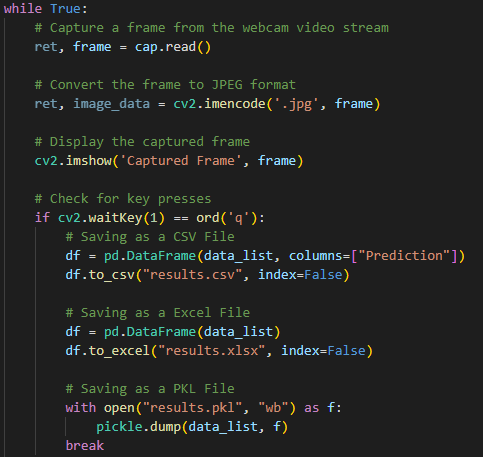 while True:
    # Capture a frame from the webcam video stream
    ret, frame = cap.read()

    # Convert the frame to JPEG format
    ret, image_data = cv2.imencode('.jpg', frame)

    # Display the captured frame
    cv2.imshow('Captured Frame', frame)

    # Check for key presses
    if cv2.waitKey(1) == ord('q'):
        # Saving as a CSV File
        df = pd.DataFrame(data_list, columns=["Prediction"])
        df.to_csv("results.csv", index=False)

        # Saving as a Excel File
        df = pd.DataFrame(data_list)
        df.to_excel("results.xlsx", index=False)

        # Saving as a PKL File
        with open("results.pkl", "wb") as f:
            pickle.dump(data_list, f)
        break